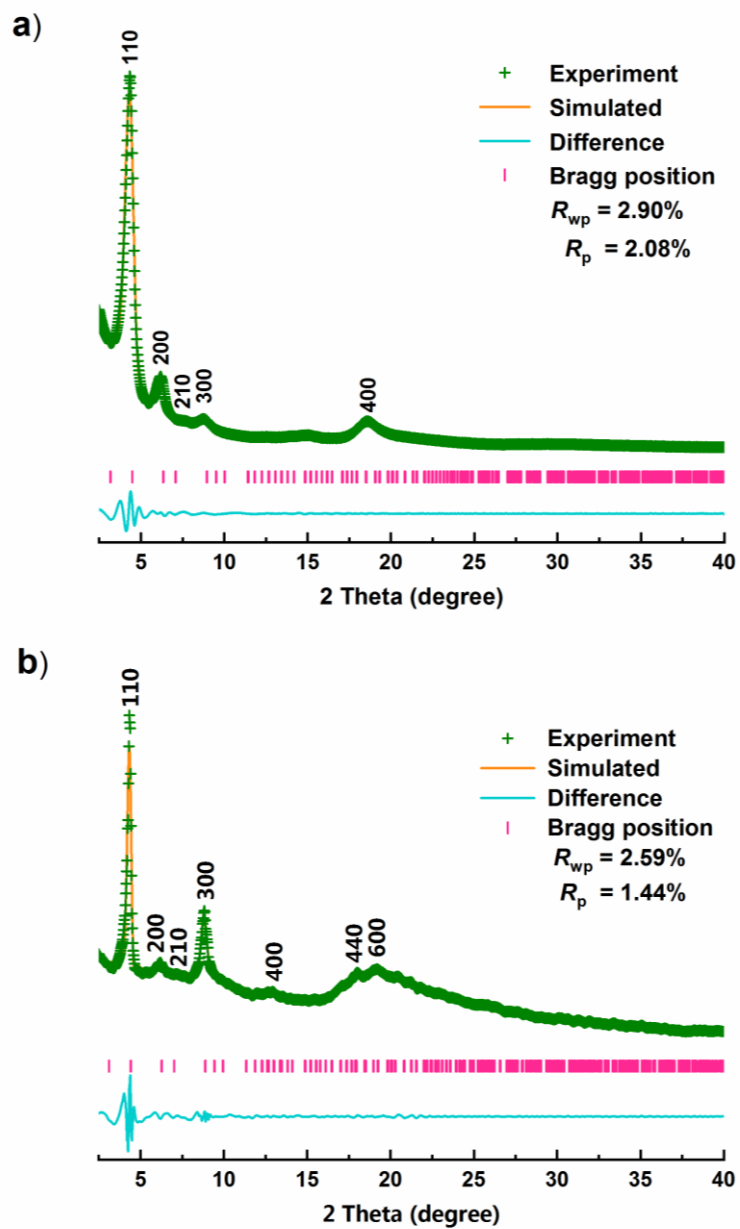 a)
110
Experiment
Simulated
Difference
Bragg position
Rwp = 2.90%
Rp = 2.08%
200
210
300
400
5 10 15 20 25 30 35 40
2 Theta (degree)
b)
110
Experiment
Simulated
Difference
Bragg position
Rwp = 2.59%
Rp = 1.44%
200
210
300
400
440
600
5 10 15 20 25 30 35 40
2 Theta (degree)